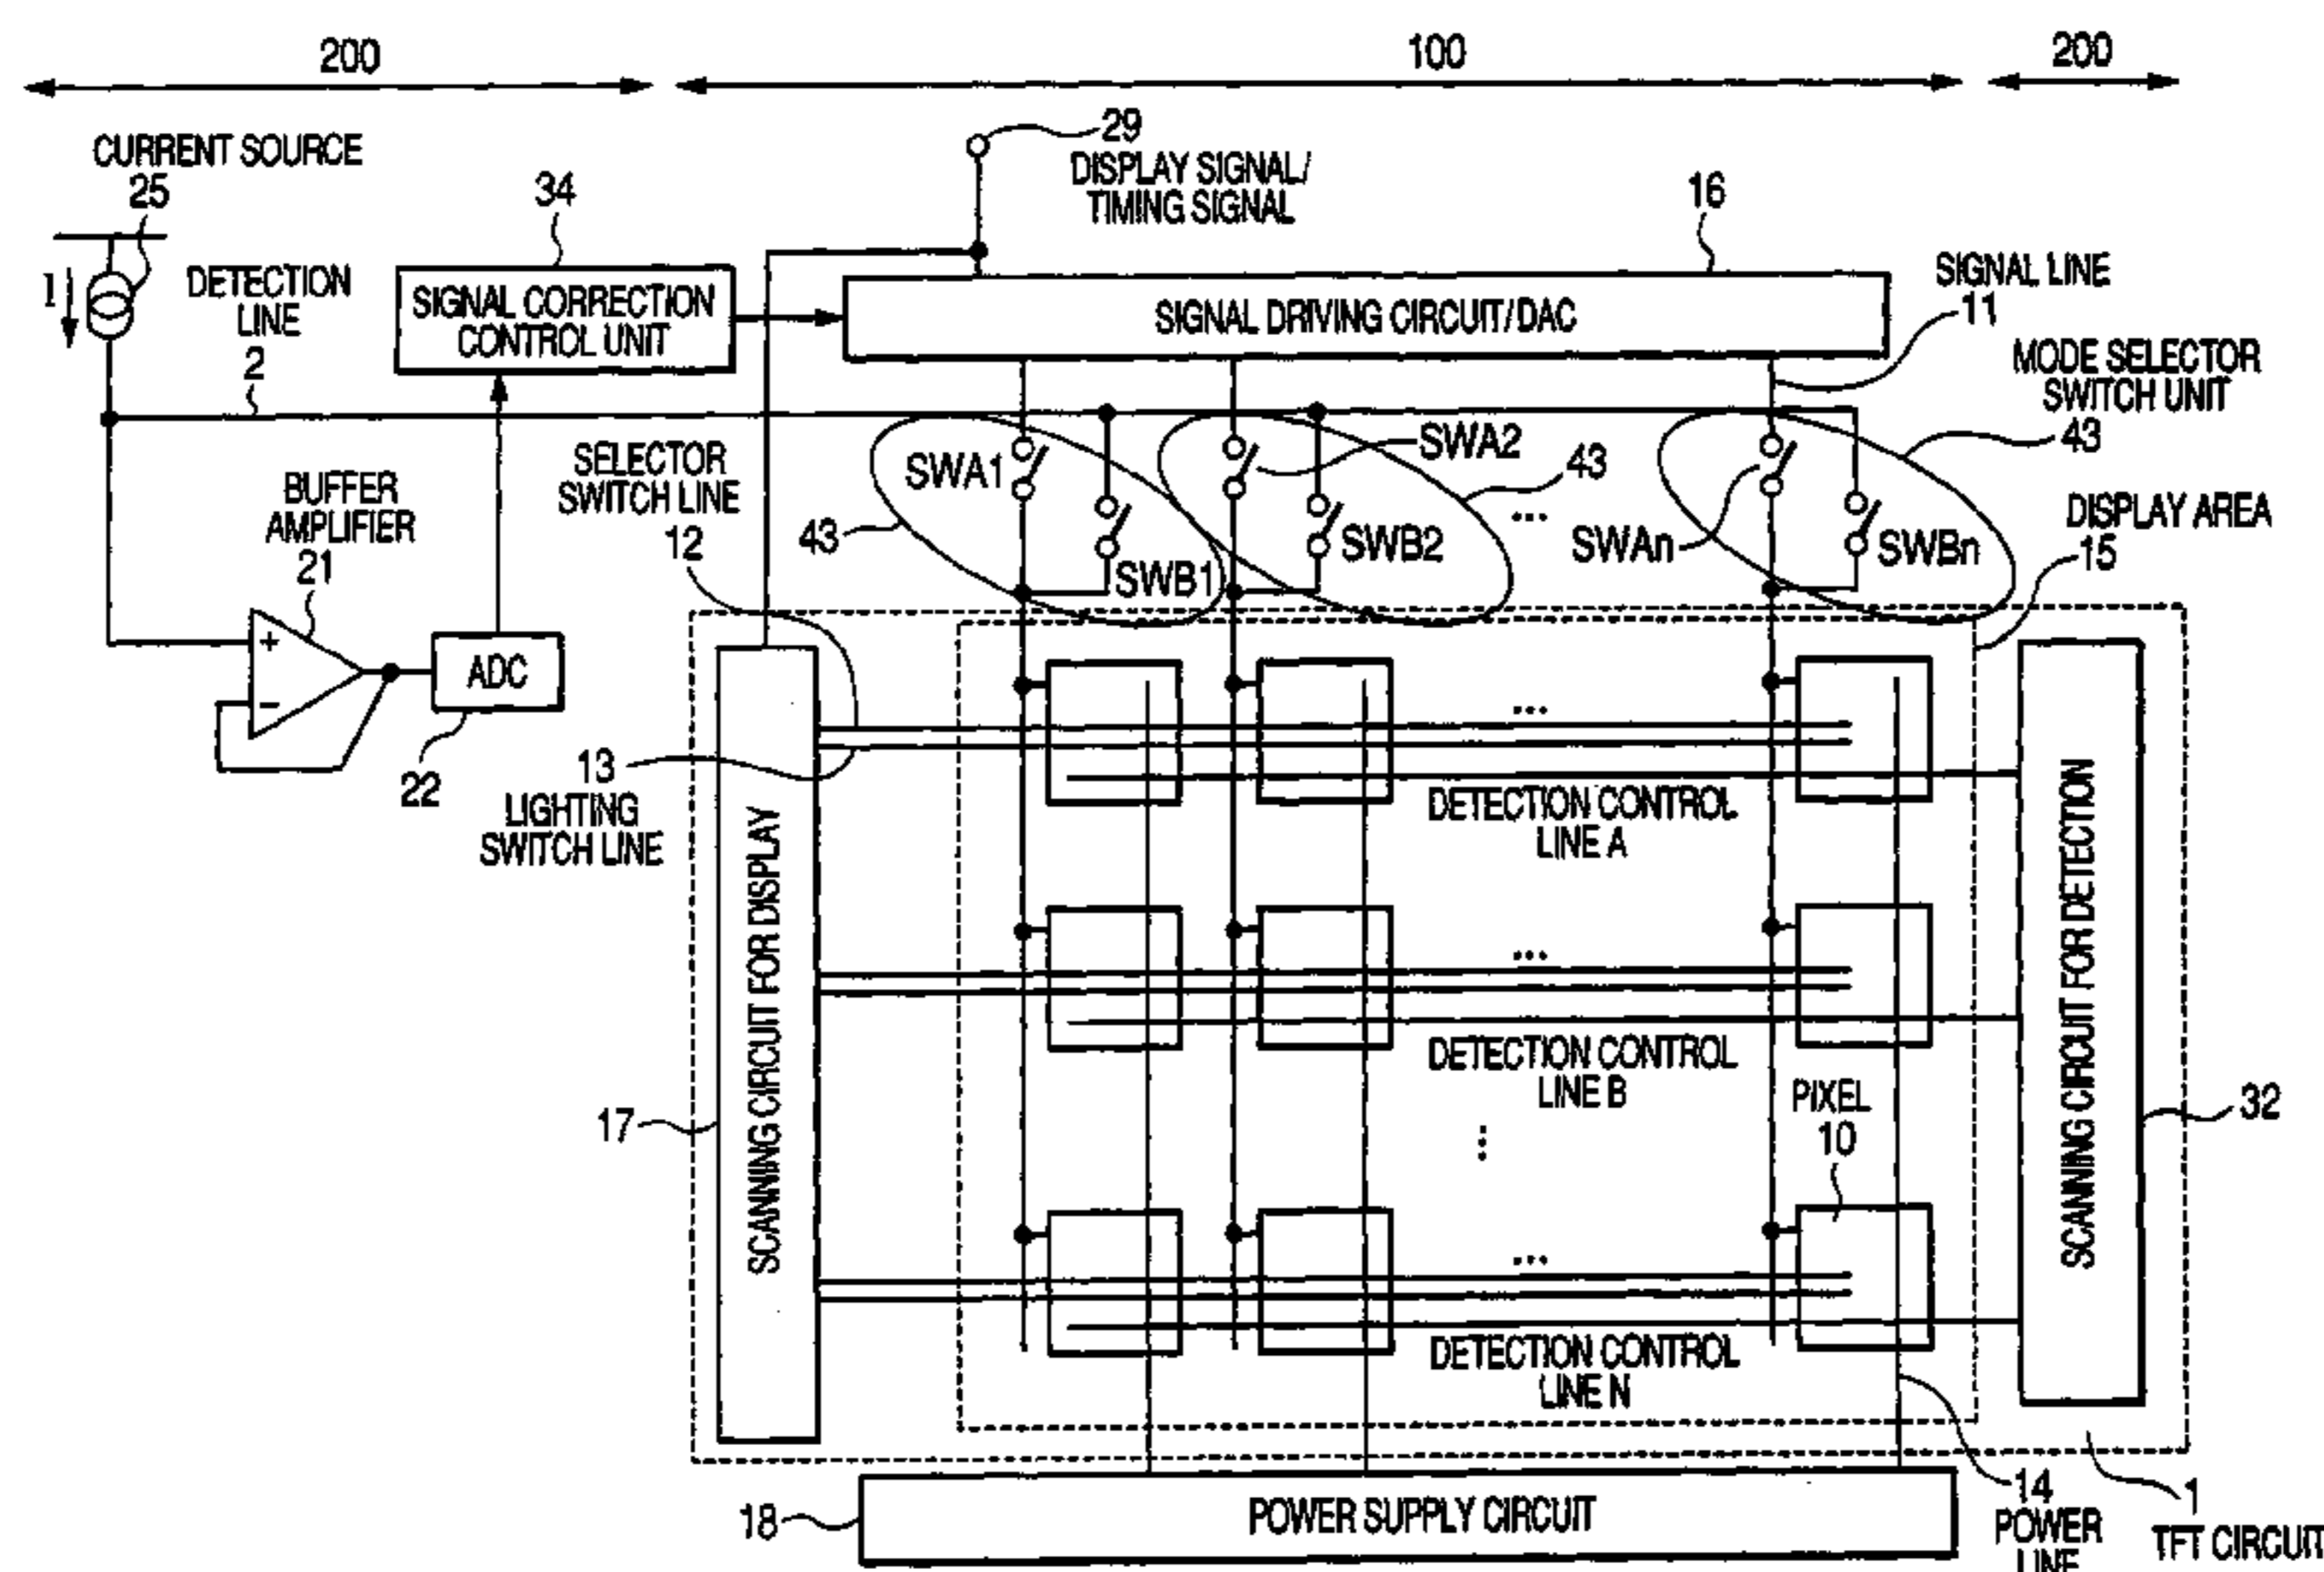 200
100
200
CURRENT SOURCE
25
I
DETECTION
LINE
2
34
SIGNAL CORRECTION
CONTROL UNIT
29
DISPLAY SIGNAL/
TIMING SIGNAL
16
SIGNAL DRIVING CIRCUIT/DAC
SIGNAL LINE
11
MODE SELECTOR
SWITCH UNIT
43
SELECTOR
SWITCH LINE
12
SWA1
43
SWB1
SWA2
43
SWB2
...
SWAn
SWBn
DISPLAY AREA
15
BUFFER
AMPLIFIER
21
+
−
ADC
22
13
LIGHTING
SWITCH LINE
SCANNING CIRCUIT FOR DISPLAY
17
...
DETECTION CONTROL
LINE A
...
DETECTION CONTROL
LINE B
...
PIXEL
10
...
DETECTION CONTROL
LINE N
SCANNING CIRCUIT FOR DETECTION
32
18
POWER SUPPLY CIRCUIT
14
POWER
LINE
1
TFT CIRCUIT